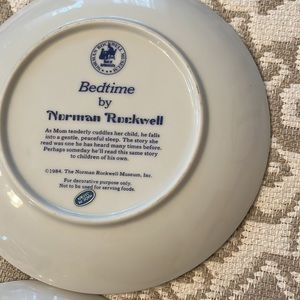 NORMAN ROCKWELL MUSEUM
Bedtime
by
Norman Rockwell
As Mom tenderly cuddles her child, he falls
into a gentle, peaceful sleep. The story she
read was one he has heard many times before.
Perhaps someday he'll read this same story
to children of his own.
©1984. The Norman Rockwell Museum, Inc.
For decorative purpose only.
Not to be used for serving foods.